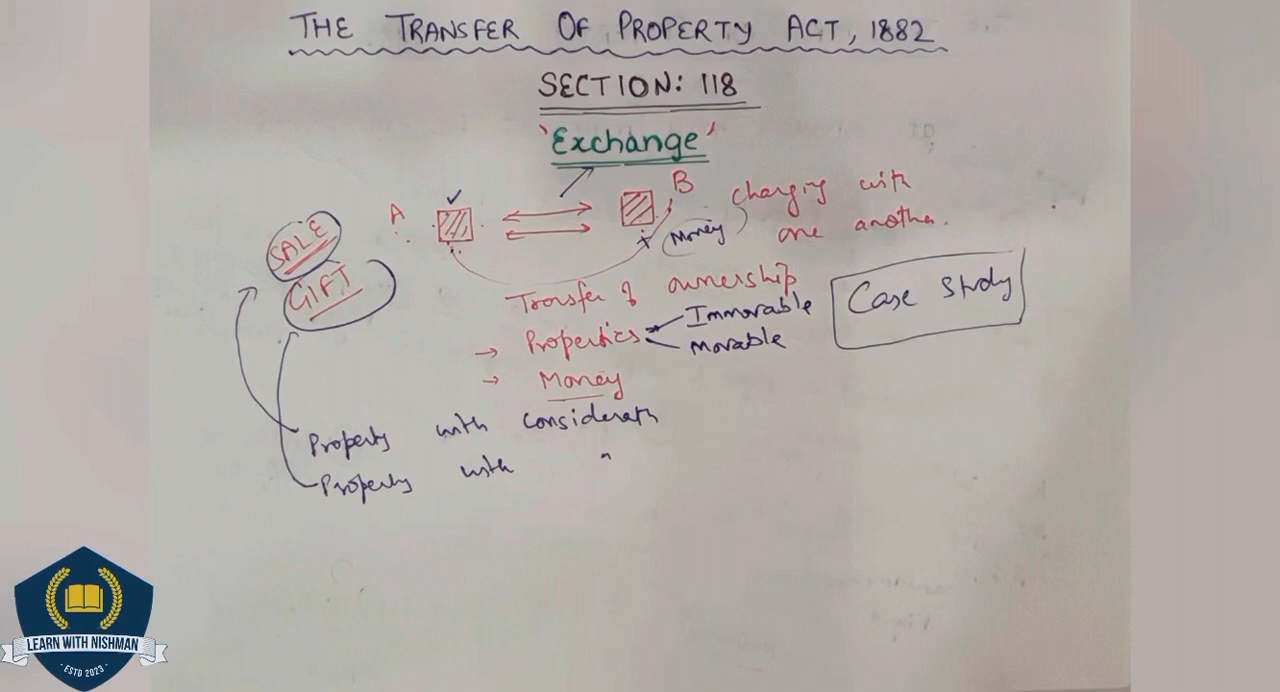 THE TRANSFER OF PROPERTY ACT, 1882
SECTION: 118
'Exchange'
A
B
changing with
one another.
Money
SALE
GIFT
Transfer of ownership
→ Properties
Immovable
Movable
Case Study
→ Money
Property with
Property with "
LEARN WITH NISHMAN
· ESTD 2023 ·